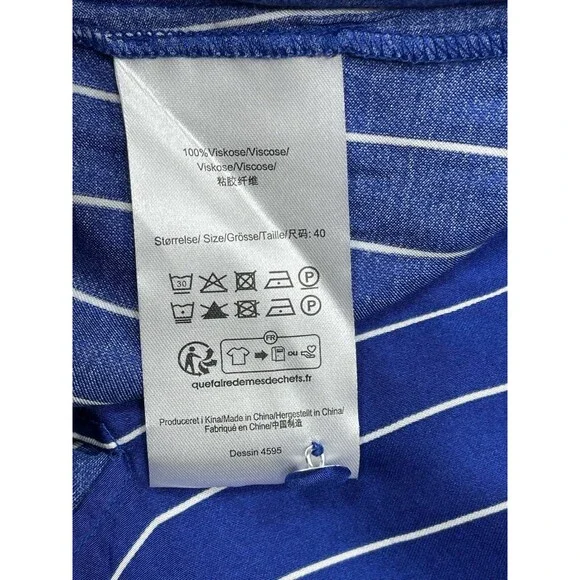 100%Viskose/Viscose/
Viskose/Viscose/
粘胶纤维
Størrelse/ Size/Grösse/Taille/尺码: 40
30 P
P
FR
ou
quefairedemesdechets.fr
Produceret i Kina/Made in China/Hergestellt in China/
Fabriqué en Chine/中国制造
Dessin 4595